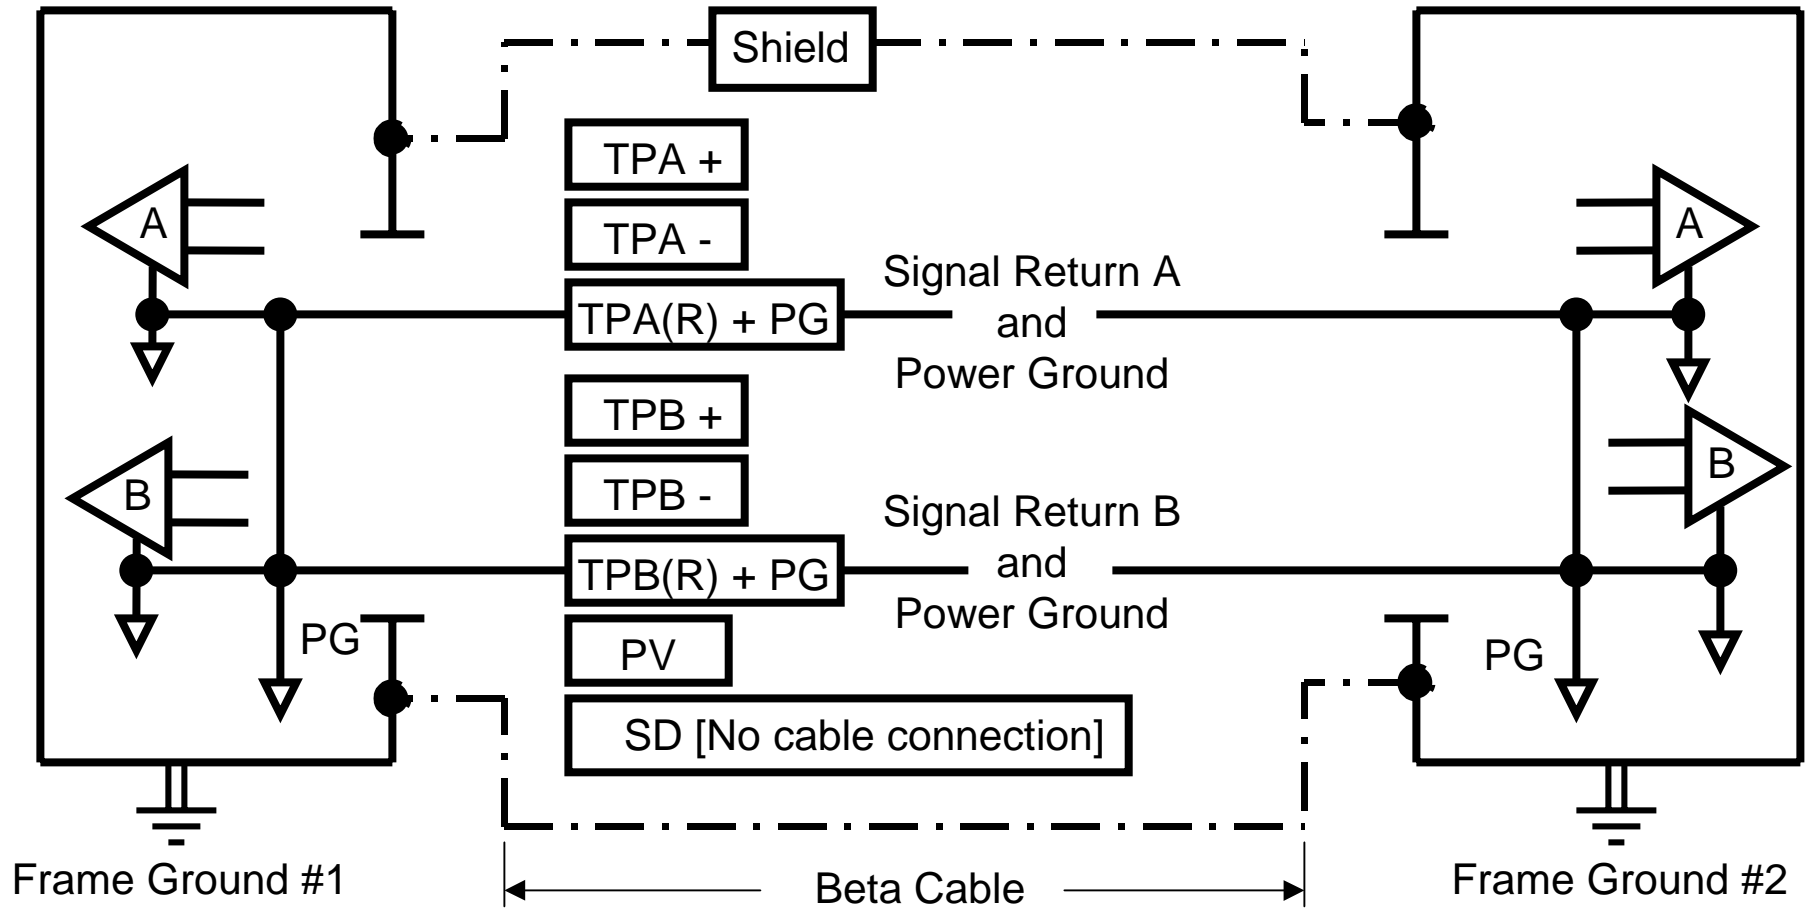 Shield
TPA +
A
A
TPA -
Signal Return A
TPA(R) + PG
and
Power Ground
TPB +
B
B
TPB -
Signal Return B
TPB(R) + PG
and
Power Ground
PG
PV
PG
SD [No cable connection]
Frame Ground #1
Beta Cable
Frame Ground #2